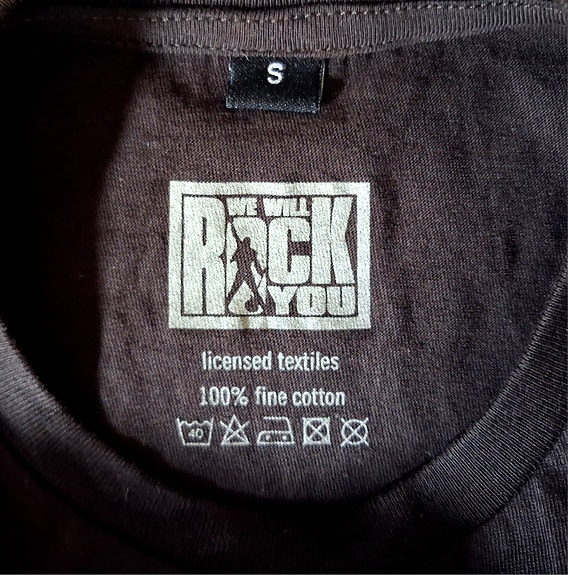 S
WE WILL
ROCK
YOU
licensed textiles
100% fine cotton
40